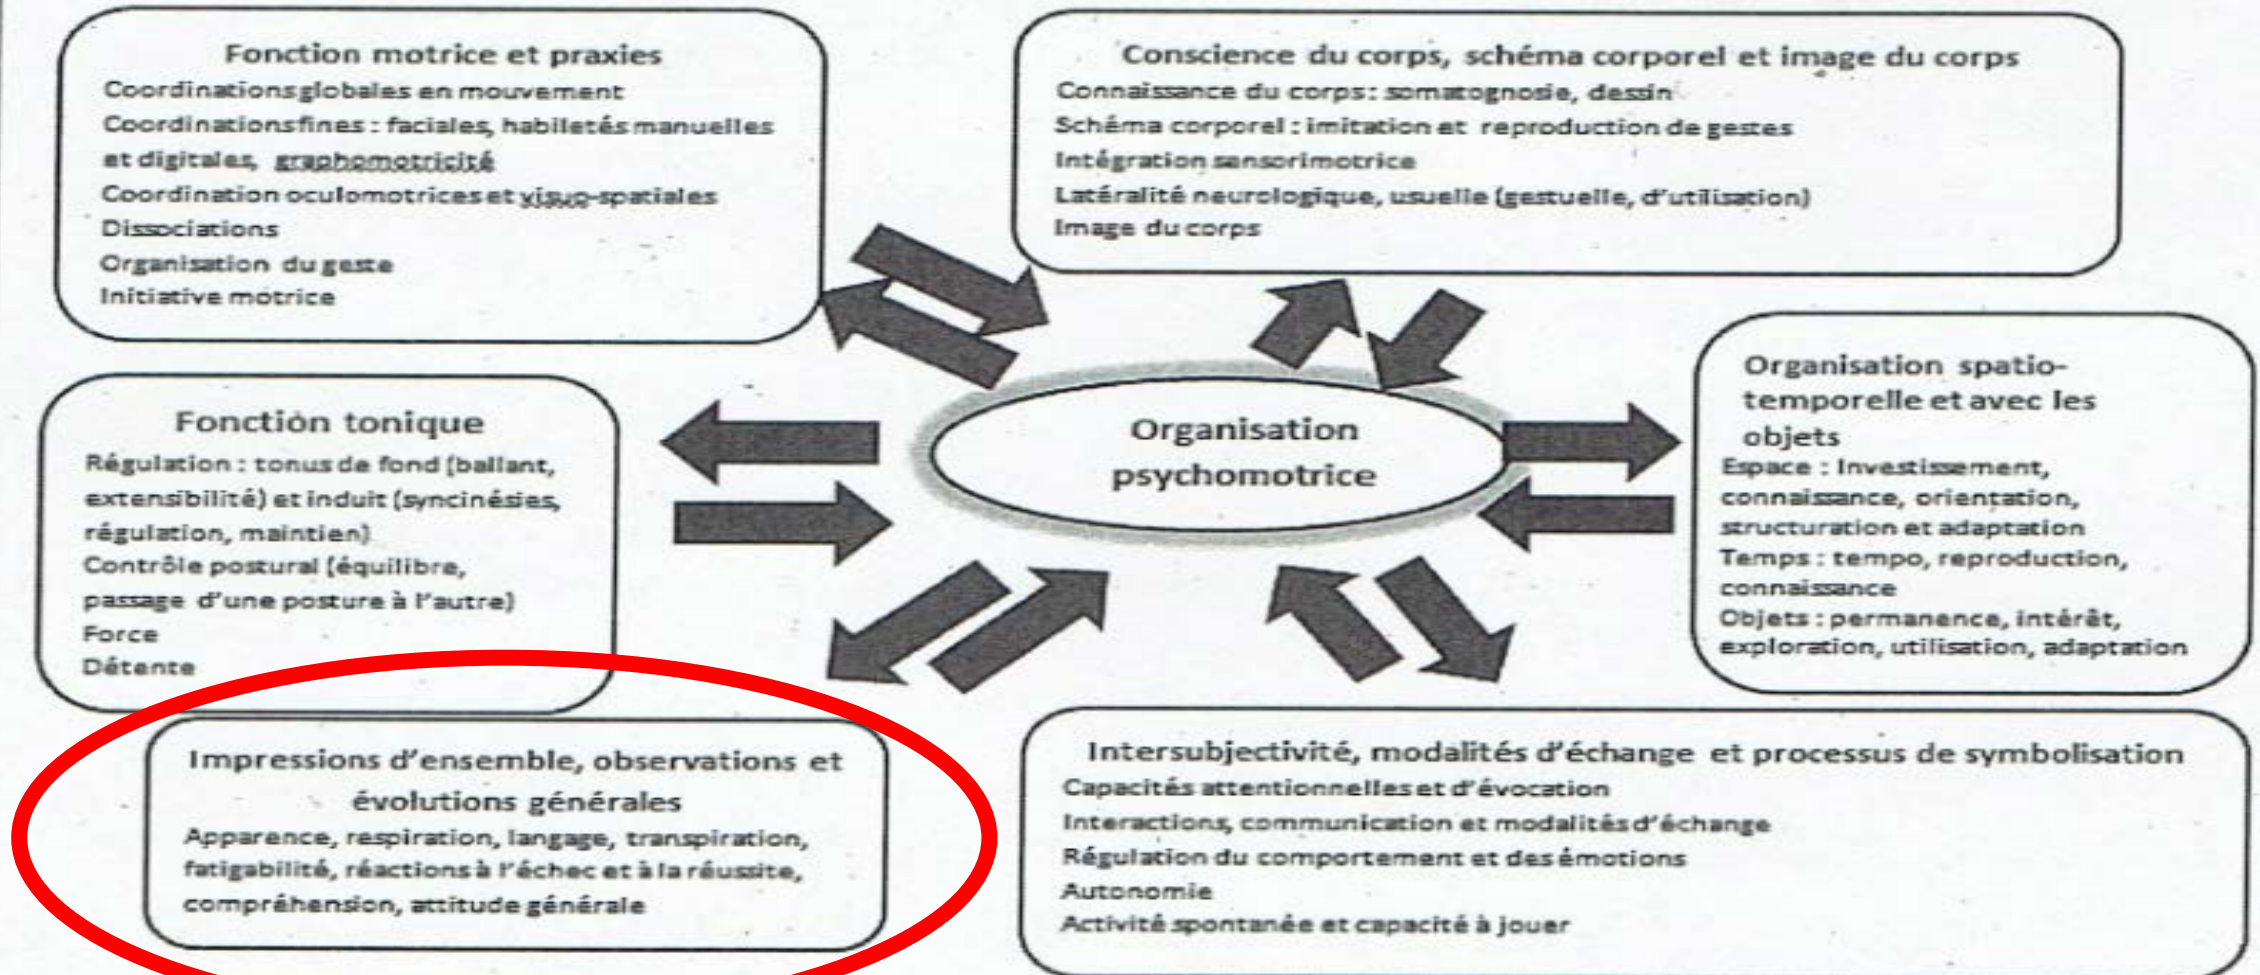 Fonction motrice et praxies
Coordinations globales en mouvement
Coordinations fines : faciales, habiletés manuelles
et digitales, graphomotricité
Coordination oculomotrices et visuo-spatiales
Dissociations
Organisation du geste
Initiative motrice
Conscience du corps, schéma corporel et image du corps
Connaissance du corps : somatognosie, dessin
Schéma corporel : imitation et reproduction de gestes
Intégration sensorimotrice
Latéralité neurologique, usuelle (gestuelle, d'utilisation)
Image du corps
Fonction tonique
Régulation : tonus de fond (ballant,
extensibilité) et induit (syncinésies,
régulation, maintien)
Contrôle postural (équilibre,
passage d'une posture à l'autre)
Force
Détente
Organisation
psychomotrice
Organisation spatio-
temporelle et avec les
objets
Espace : Investissement,
connaissance, orientation,
structuration et adaptation
Temps : tempo, reproduction,
connaissance
Objets : permanence, intérêt,
exploration, utilisation, adaptation
Impressions d'ensemble, observations et
évolutions générales
Apparence, respiration, langage, transpiration,
fatigabilité, réactions à l'échec et à la réussite,
compréhension, attitude générale
Intersubjectivité, modalités d'échange et processus de symbolisation
Capacités attentionnelles et d'évocation
Interactions, communication et modalités d'échange
Régulation du comportement et des émotions
Autonomie
Activité spontanée et capacité à jouer